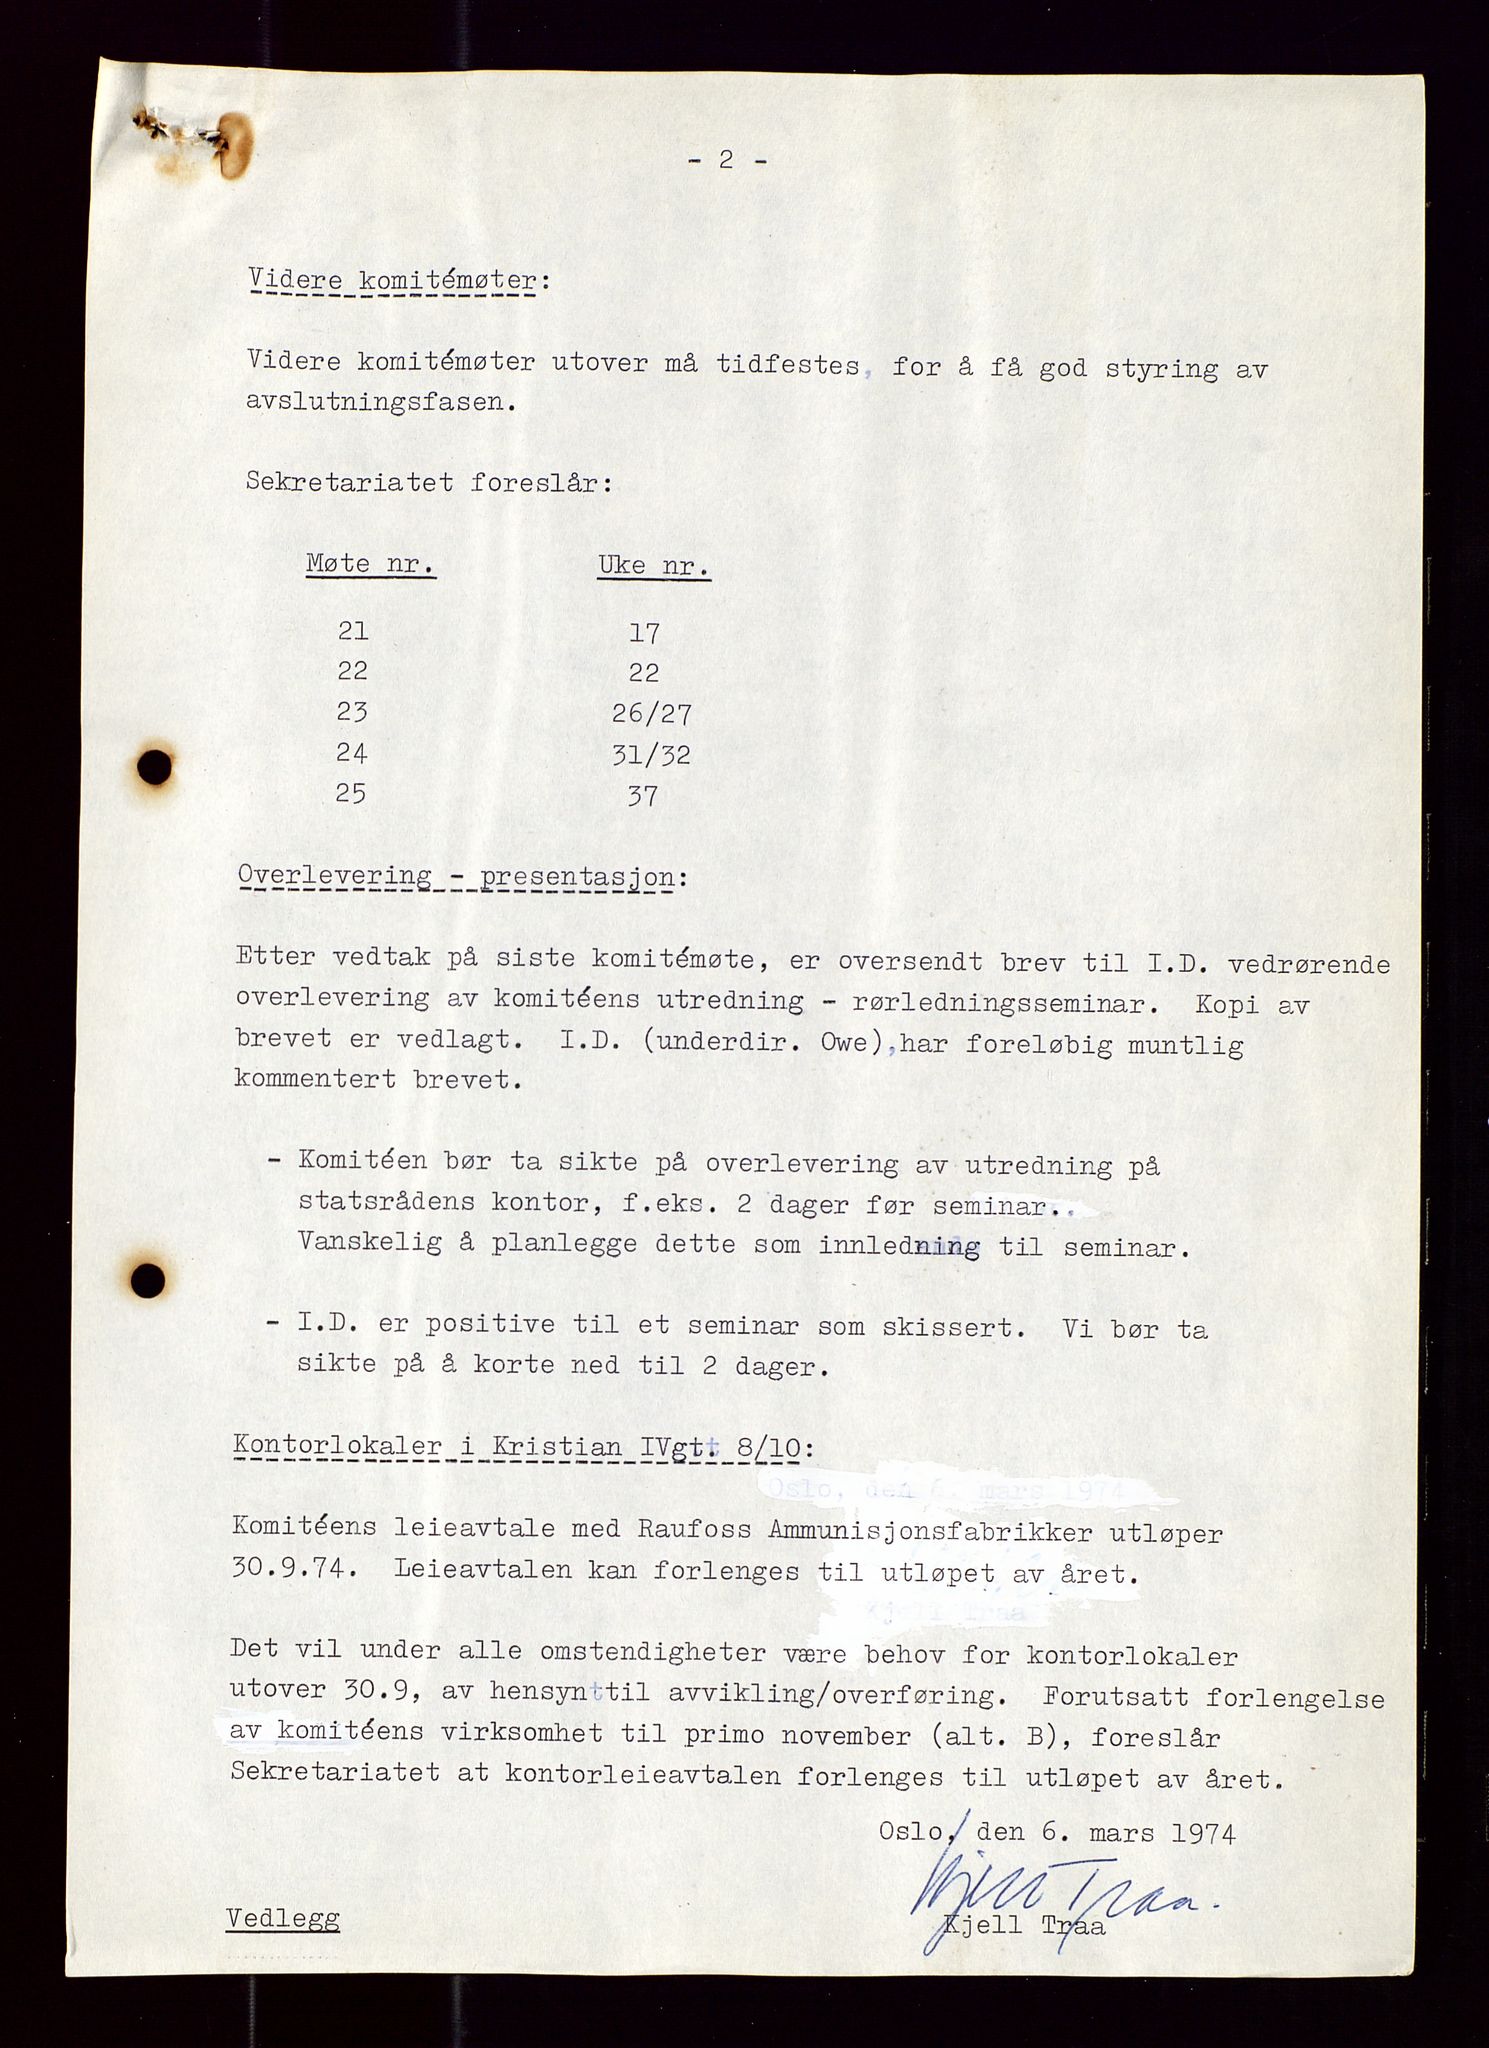 - 2 -
Videre komitémøter:
Videre komitémøter utover må tidfestes, for å få god styring av
avslutningsfasen.
Sekretariatet foreslår:
Møte nr. Uke nr.
21 17
22 22
23 26/27
24 31/32
25 37
Overlevering - presentasjon:
Etter vedtak på siste komitémøte, er oversendt brev til I.D. vedrørende
overlevering av komitéens utredning - rørledningsseminar. Kopi av
brevet er vedlagt. I.D. (underdir. Owe), har foreløbig muntlig
kommentert brevet.
- Komitéen bør ta sikte på overlevering av utredning på
statsrådens kontor, f.eks. 2 dager før seminar..
Vanskelig å planlegge dette som innledning til seminar.
- I.D. er positive til et seminar som skissert. Vi bør ta
sikte på å korte ned til 2 dager.
Kontorlokaler i Kristian IVgt. 8/10:
Oslo, den 6. mars 1974
Komitéens leieavtale med Raufoss Ammunisjonsfabrikker utløper
30.9.74. Leieavtalen kan forlenges til utløpet av året.
Kjell Traa
Det vil under alle omstendigheter være behov for kontorlokaler
utover 30.9, av hensynttil avvikling/overføring. Forutsatt forlengelse
av komitéens virksomhet til primo november (alt. B), foreslår
Sekretariatet at kontorleieavtalen forlenges til utløpet av året.
Oslo, den 6. mars 1974
Kjell Traa.
Kjell Traa
Vedlegg